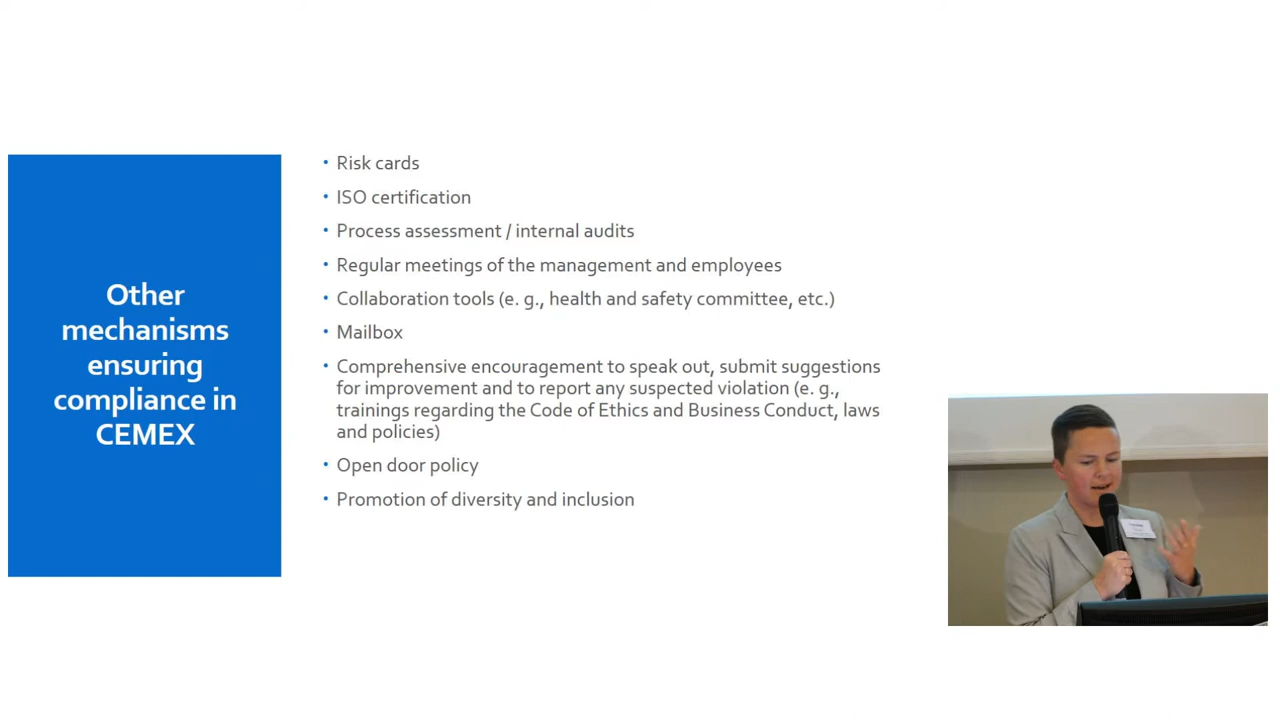 Other
mechanisms
ensuring
compliance in
CEMEX
• Risk cards
• ISO certification
• Process assessment / internal audits
• Regular meetings of the management and employees
• Collaboration tools (e. g., health and safety committee, etc.)
• Mailbox
• Comprehensive encouragement to speak out, submit suggestions
for improvement and to report any suspected violation (e. g.,
trainings regarding the Code of Ethics and Business Conduct, laws
and policies)
• Open door policy
• Promotion of diversity and inclusion